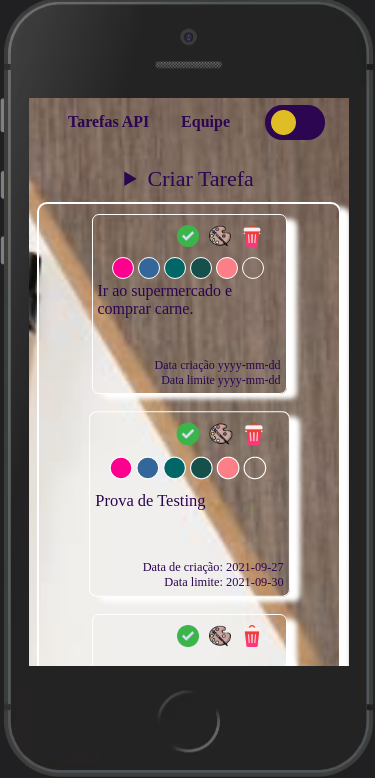 Tarefas API Equipe
Criar Tarefa
Ir ao supermercado e
comprar carne.
Data criação yyyy-mm-dd
Data limite yyyy-mm-dd
Prova de Testing
Data de criação: 2021-09-27
Data limite: 2021-09-30